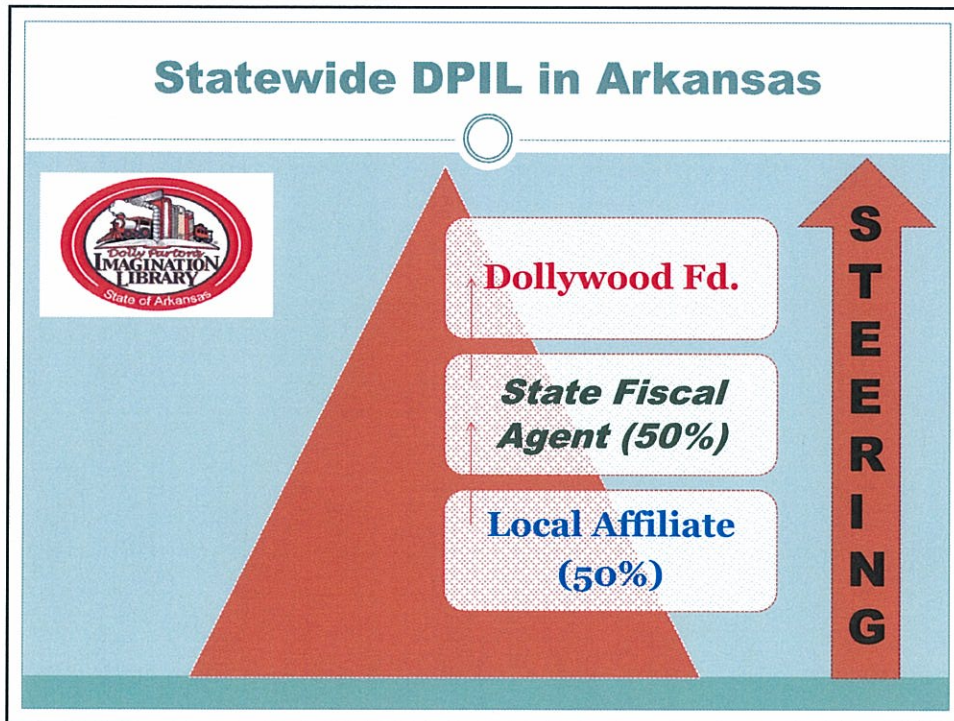 Statewide DPIL in Arkansas
Dolly Parton's
IMAGINATION
LIBRARY
State of Arkansas
Dollywood Fd.
State Fiscal
Agent (50%)
Local Affiliate
(50%)
STEERING